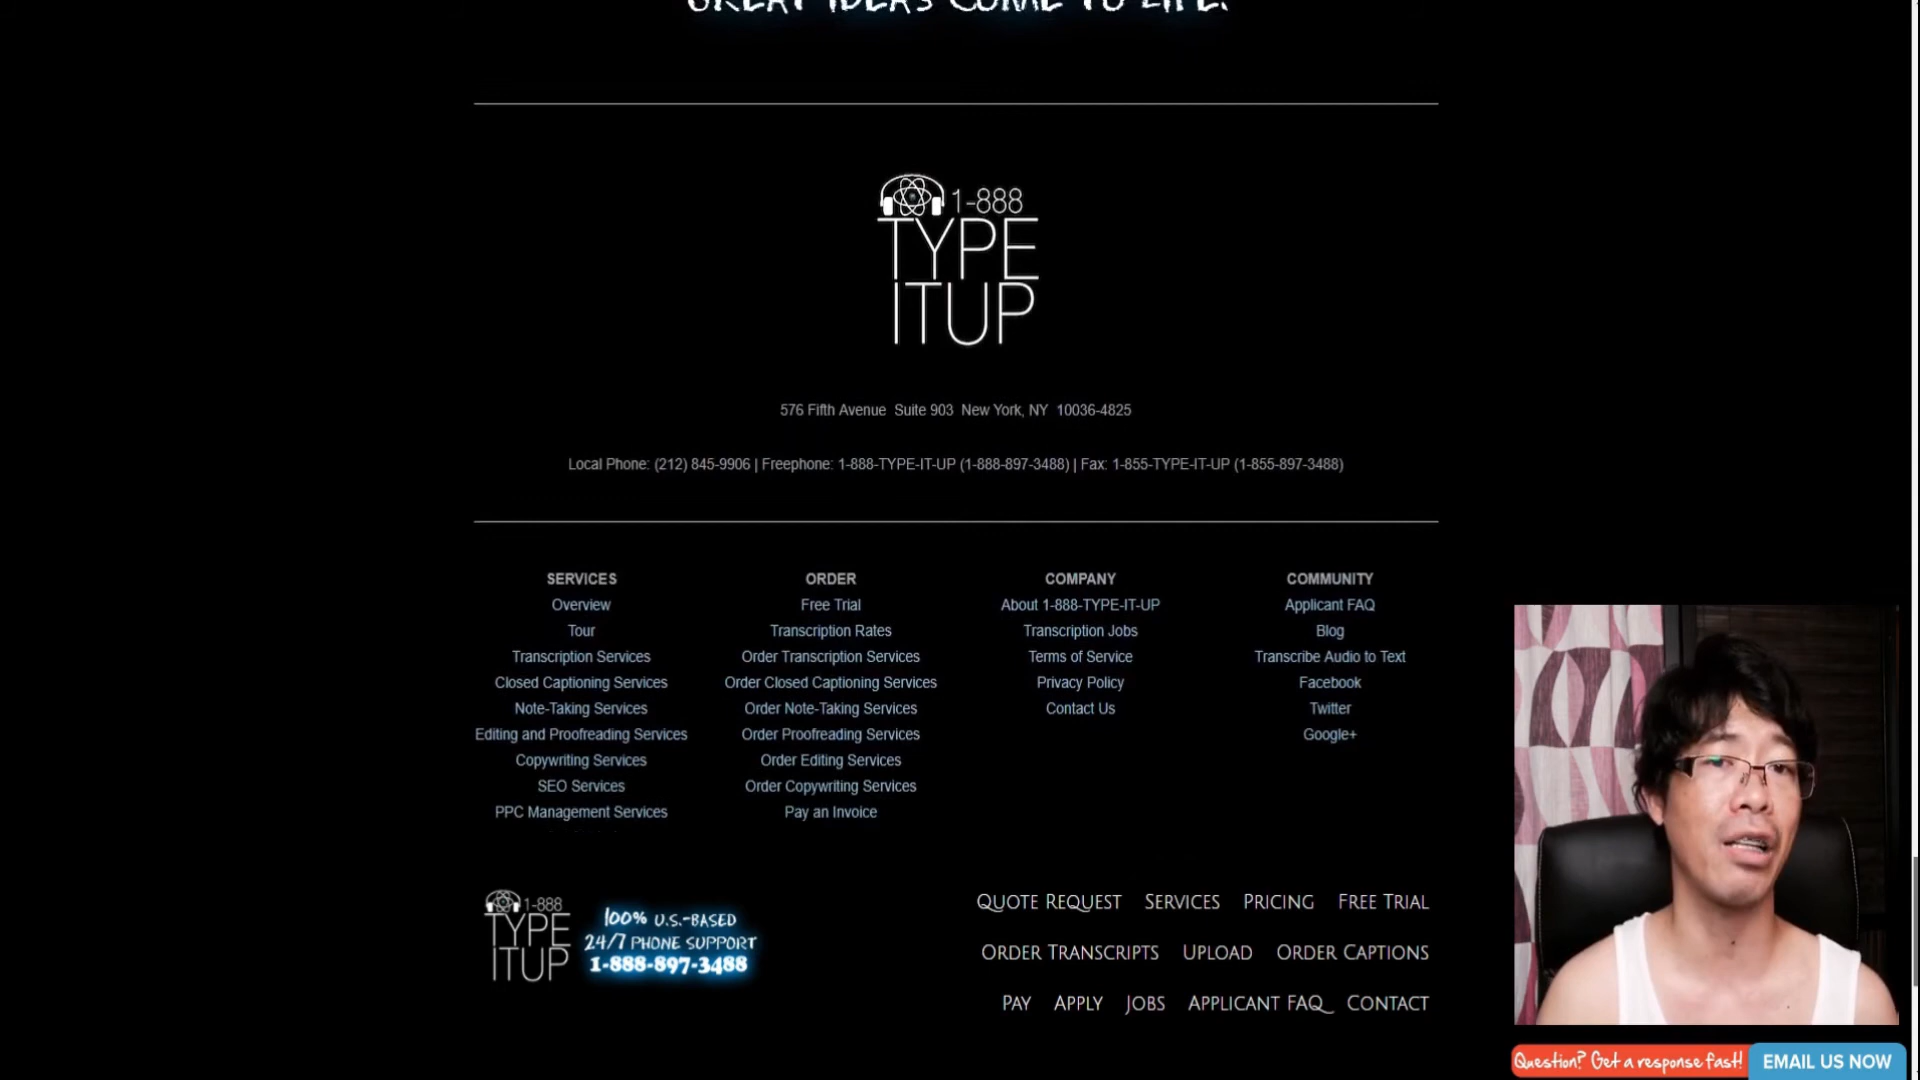 GREAT IDEAS COME TO LIFE.
1-888
TYPE
ITUP
576 Fifth Avenue Suite 903 New York, NY 10036-4825
Local Phone: (212) 845-9906 | Freephone: 1-888-TYPE-IT-UP (1-888-897-3488) | Fax: 1-855-TYPE-IT-UP (1-855-897-3488)
SERVICES
Overview
Tour
Transcription Services
Closed Captioning Services
Note-Taking Services
Editing and Proofreading Services
Copywriting Services
SEO Services
PPC Management Services
ORDER
Free Trial
Transcription Rates
Order Transcription Services
Order Closed Captioning Services
Order Note-Taking Services
Order Proofreading Services
Order Editing Services
Order Copywriting Services
Pay an Invoice
COMPANY
About 1-888-TYPE-IT-UP
Transcription Jobs
Terms of Service
Privacy Policy
Contact Us
COMMUNITY
Applicant FAQ
Blog
Transcribe Audio to Text
Facebook
Twitter
Google+
1-888
TYPE
ITUP
100% U.S.-BASED
24/7 PHONE SUPPORT
1-888-897-3488
QUOTE REQUEST SERVICES PRICING FREE TRIAL
ORDER TRANSCRIPTS UPLOAD ORDER CAPTIONS
PAY APPLY JOBS APPLICANT FAQ CONTACT
Question? Get a response fast! EMAIL US NOW